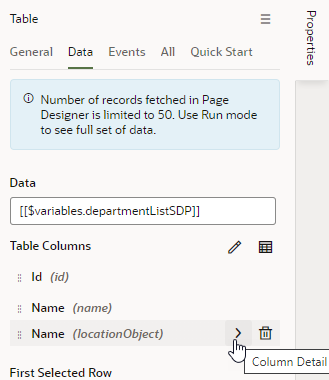 Table
Properties
General Data Events All Quick Start
Number of records fetched in Page
Designer is limited to 50. Use Run mode
to see full set of data.
Data
[[$variables.departmentListSDP]]
Table Columns
Id (id)
Name (name)
Name (locationObject)
Column Detail
First Selected Row